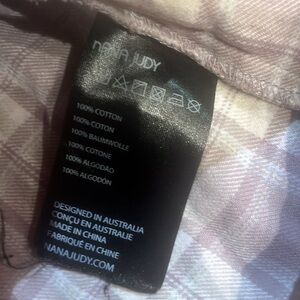 NANA JUDY
100% COTTON
100% COTON
100% BAUMWOLLE
100% COTONE
100% ALGODÃO
100% ALGODÓN
DESIGNED IN AUSTRALIA
CONÇU EN AUSTRALIE
MADE IN CHINA
FABRIQUÉ EN CHINE
NANAJUDY.COM